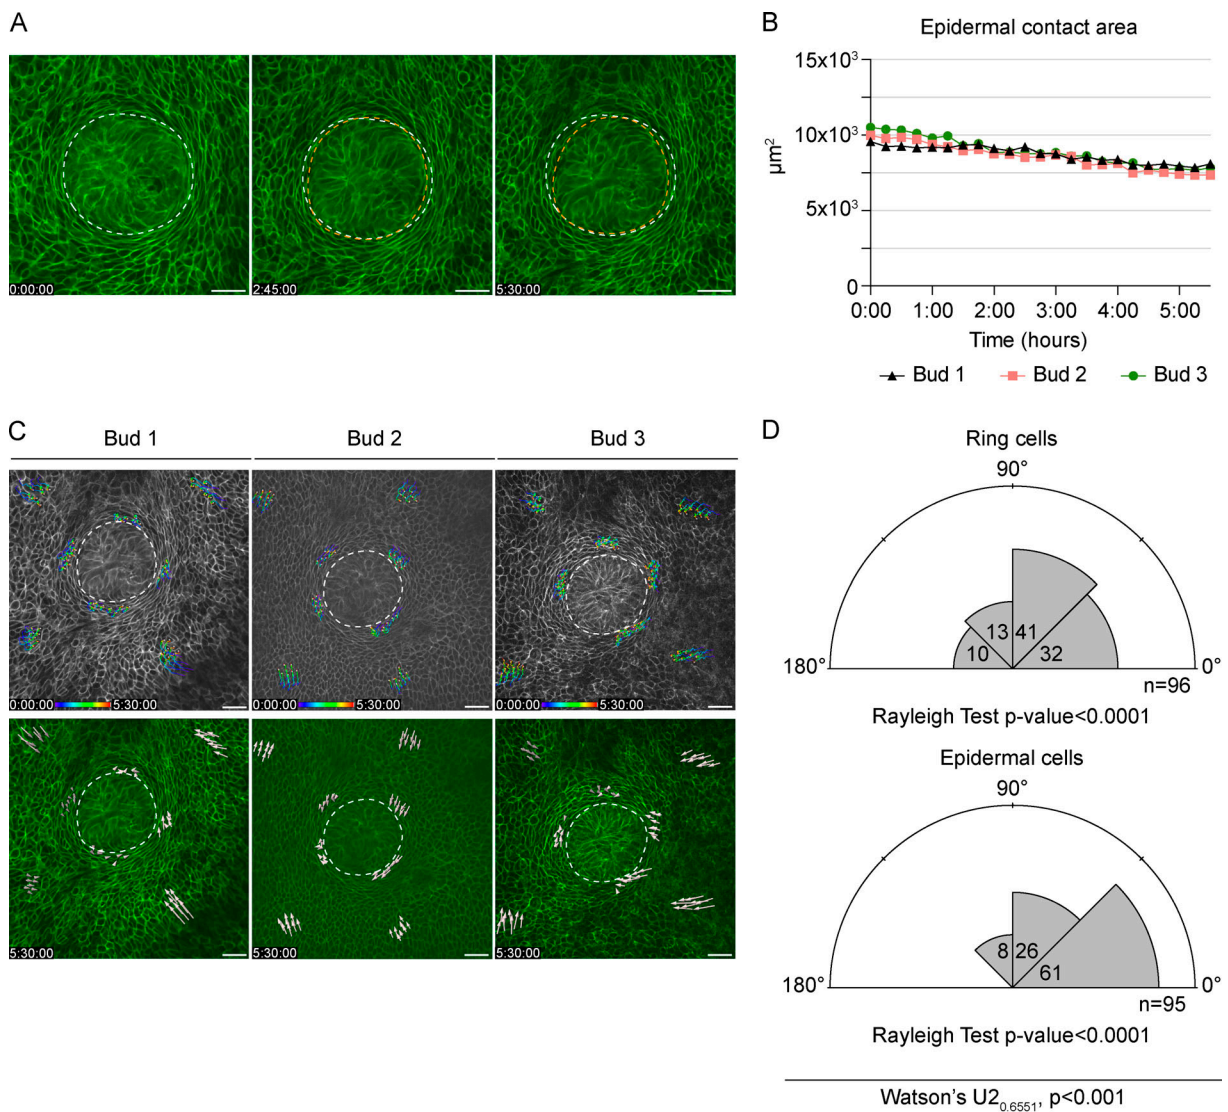 A
0:00:00
2:45:00
5:30:00
B
Epidermal contact area
15x10³
10x10³
5x10³
0
µm²
0:00 1:00 2:00 3:00 4:00 5:00
Time (hours)
Bud 1 Bud 2 Bud 3
C
Bud 1 Bud 2 Bud 3
0:00:00 5:30:00 0:00:00 5:30:00 0:00:00 5:30:00
5:30:00 5:30:00 5:30:00
D
Ring cells
90°
13 41
10 32
180° 0°
n=96
Rayleigh Test p-value<0.0001
Epidermal cells
90°
8 26
61
180° 0°
n=95
Rayleigh Test p-value<0.0001
Watson's U2₀.₆₅₅₁, p<0.001